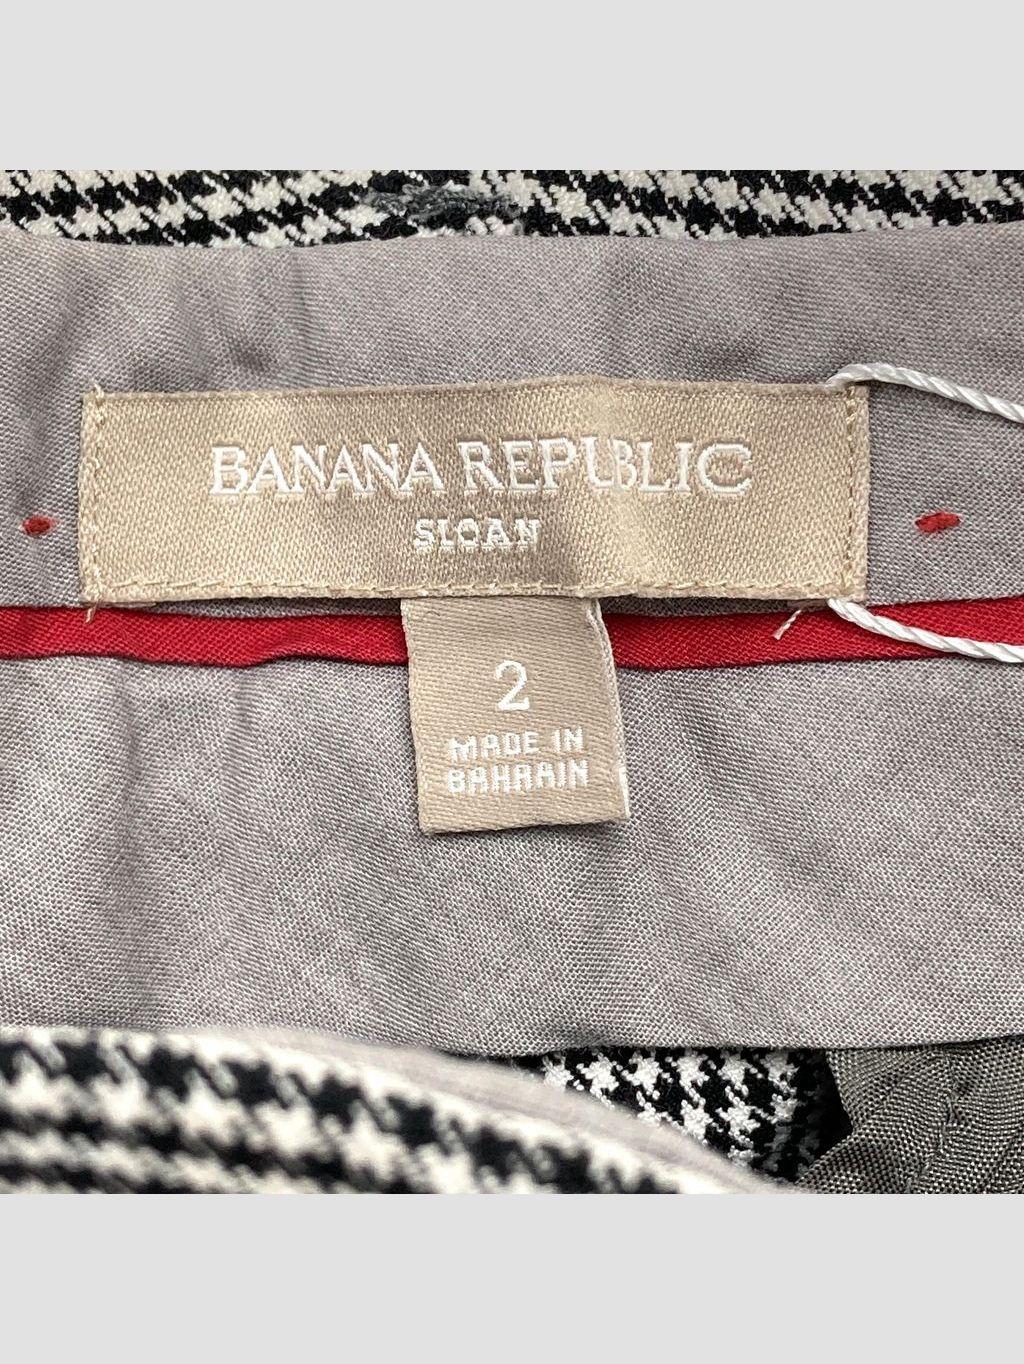 BANANA REPUBLIC
SLOAN
2
MADE IN
BAHRAIN